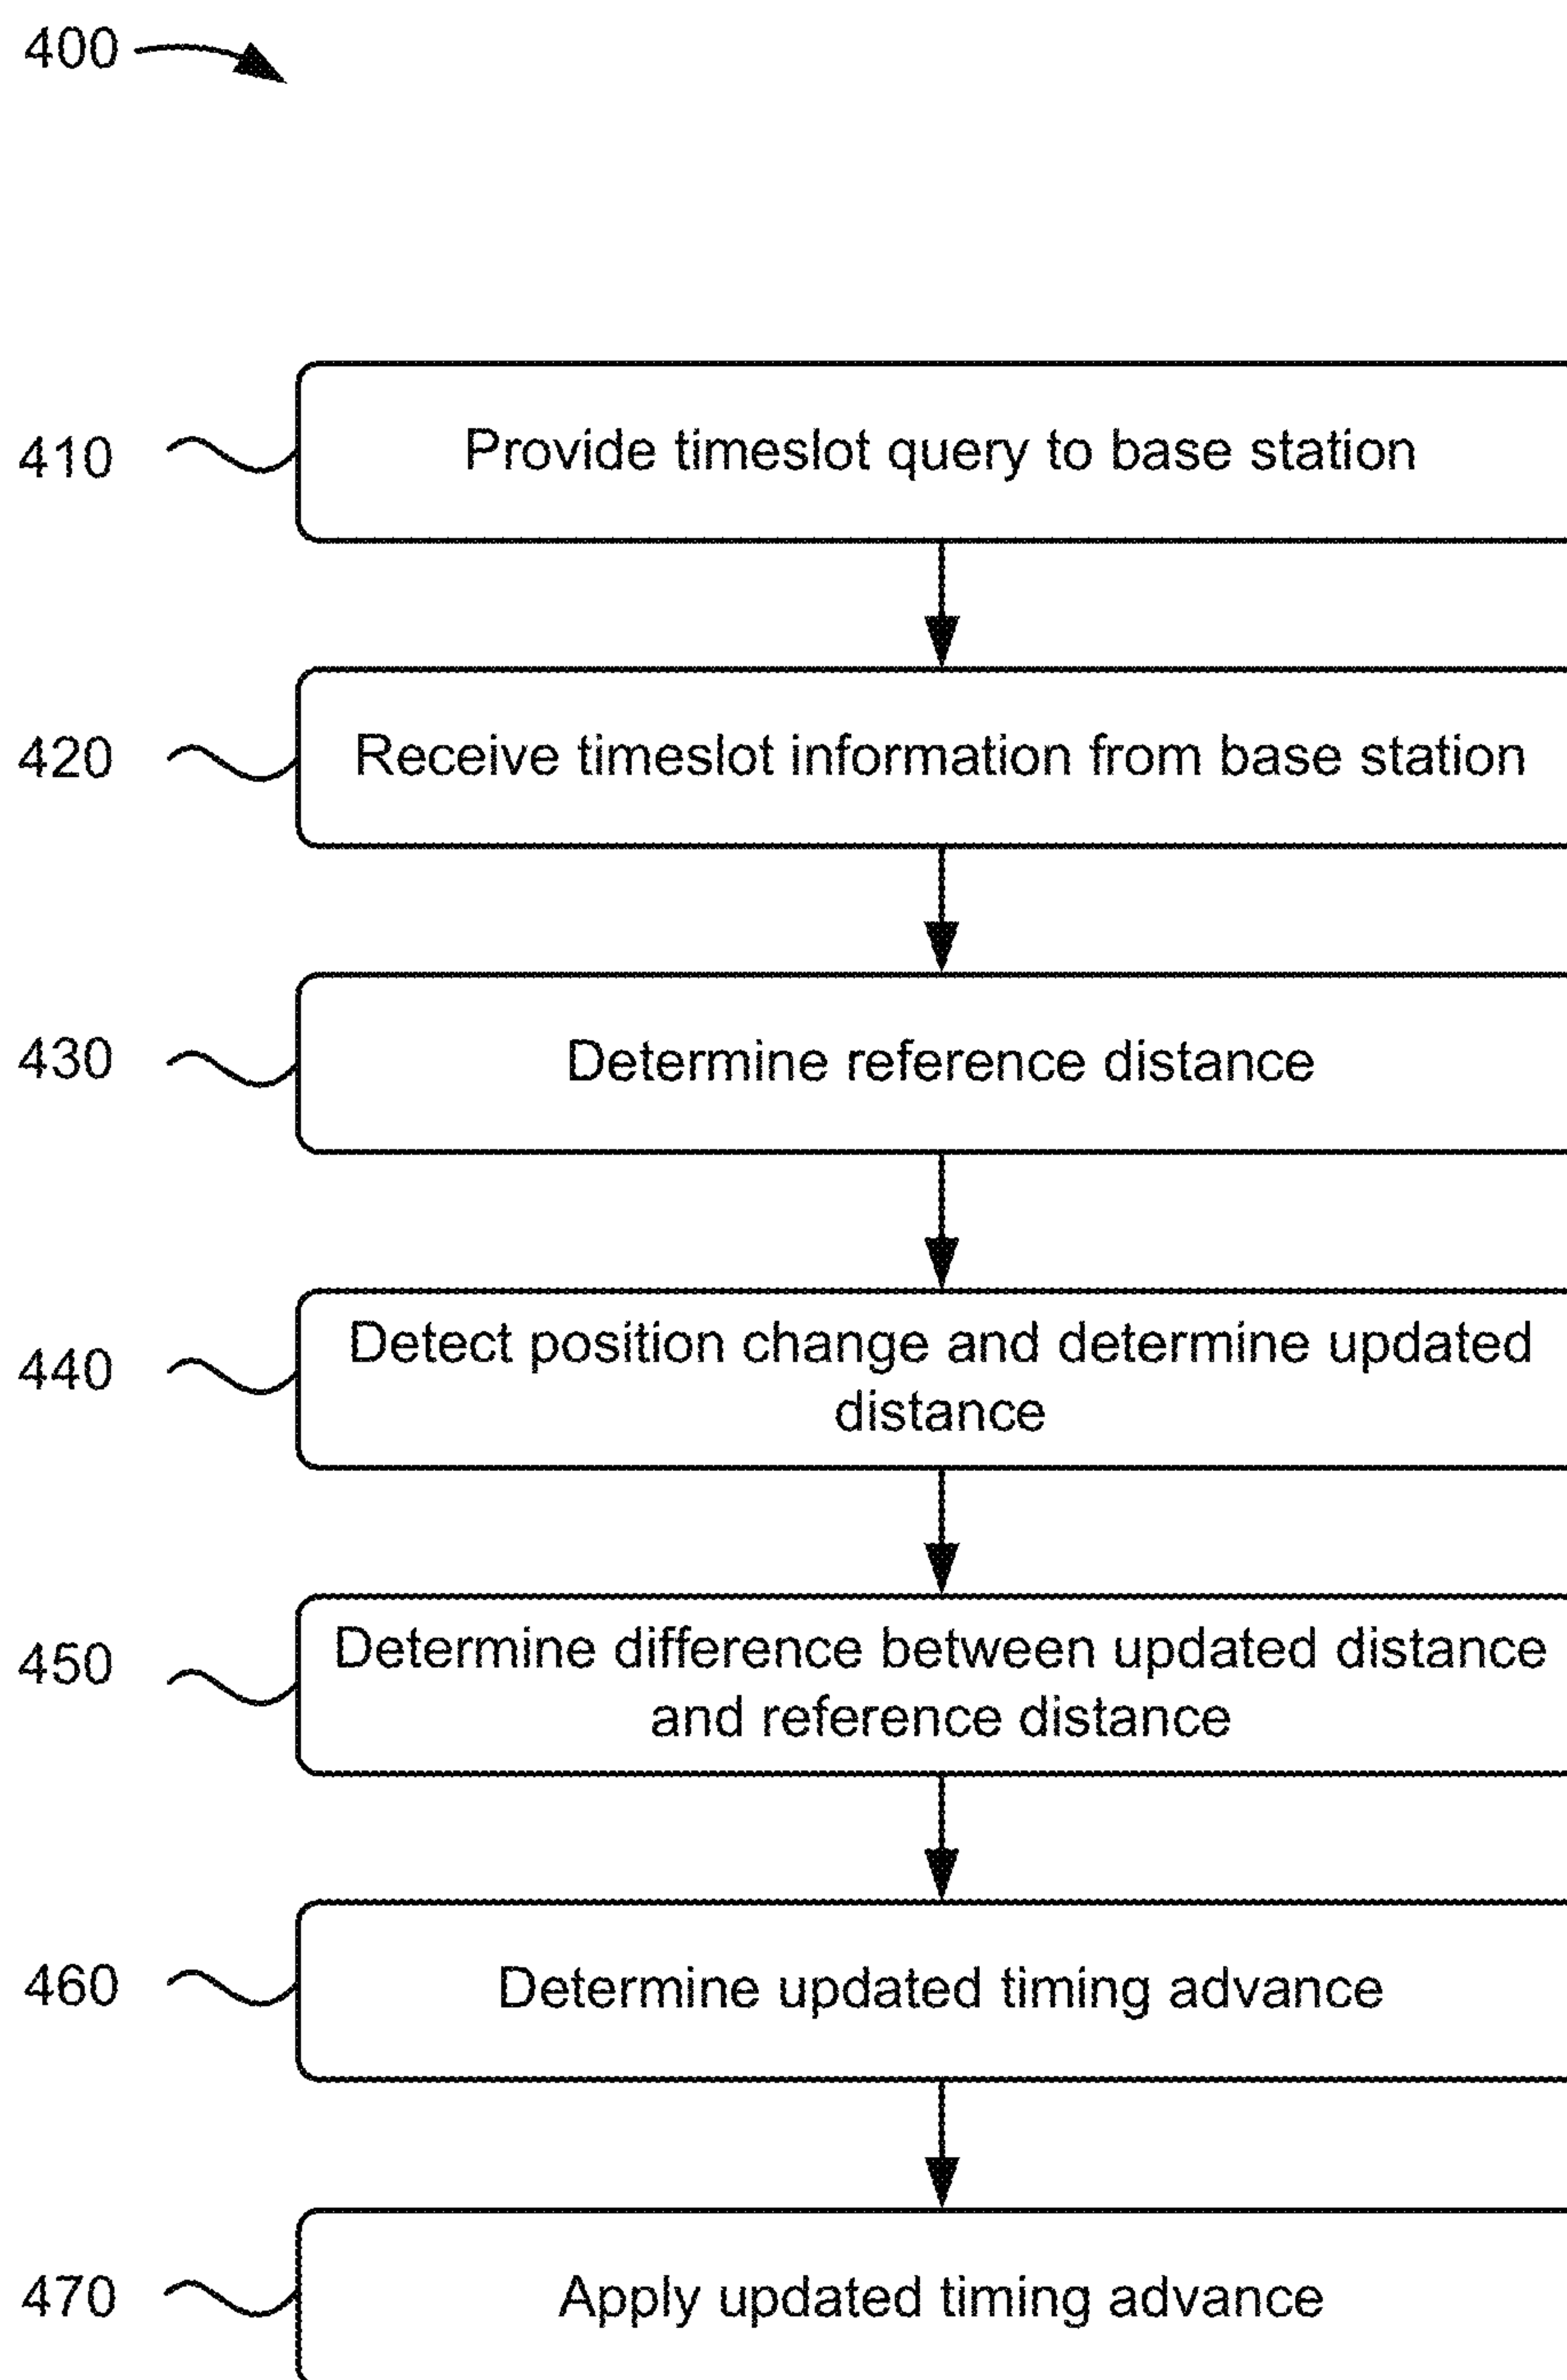 400
410
Provide timeslot query to base station
420
Receive timeslot information from base station
430
Determine reference distance
440
Detect position change and determine updated
distance
450
Determine difference between updated distance
and reference distance
460
Determine updated timing advance
470
Apply updated timing advance